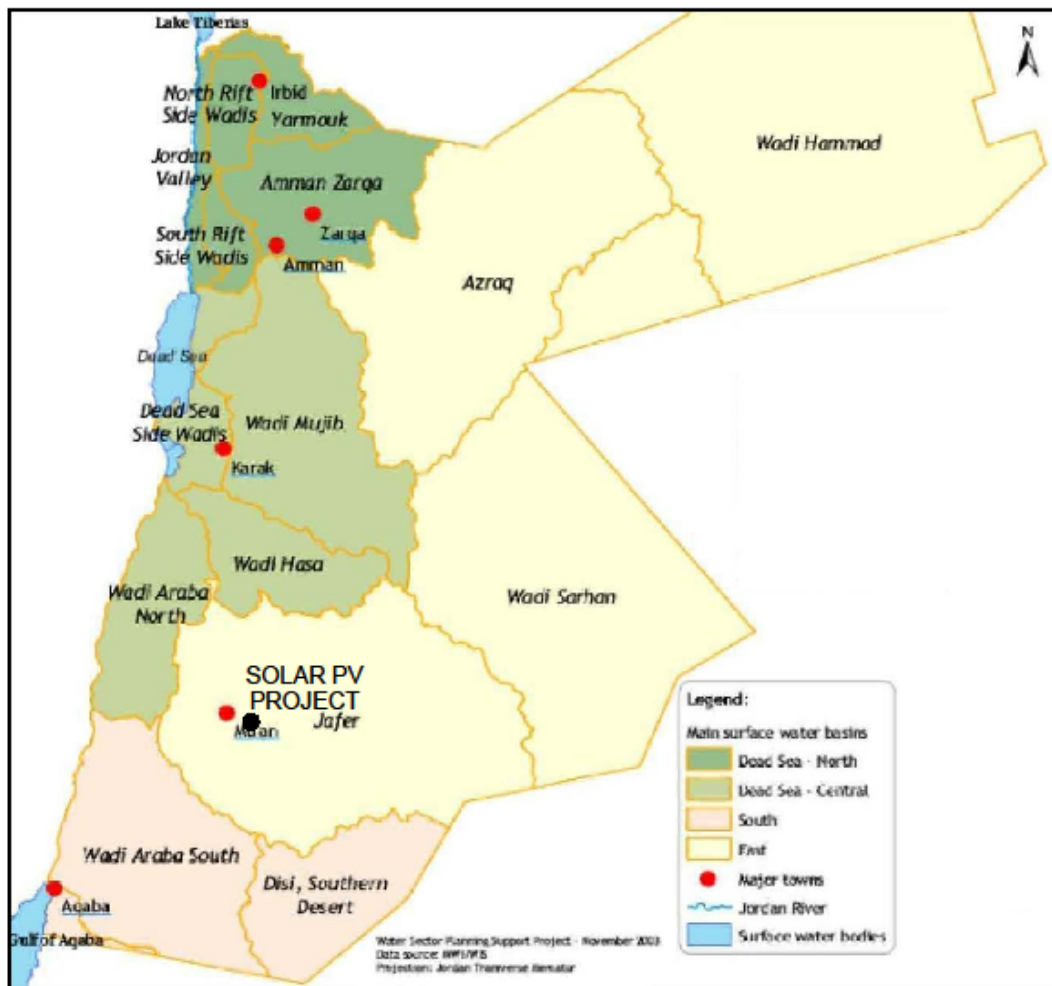 Lake Tiberias
N
North Rift
Side Wadis
Irbid
Yarmouk
Wadi Hammad
Jordan
Valley
Amman Zarqa
Zarqa
South Rift
Side Wadis
Amman
Azraq
Dead Sea
Dead Sea
Side Wadis
Wadi Mujib
Karak
Wadi Hasa
Wadi Araba
North
Wadi Sarhan
SOLAR PV
PROJECT
Jafer
Ma'an
Wadi Araba South
Disi, Southern
Desert
Aqaba
Gulf of Aqaba
Legend:
Main surface water basins
Dead Sea - North
Dead Sea - Central
South
East
Major towns
Jordan River
Surface water bodies
Water Sector Planning Support Project - November 2003
Data source:
Projection: Jordan Transverse Mercator